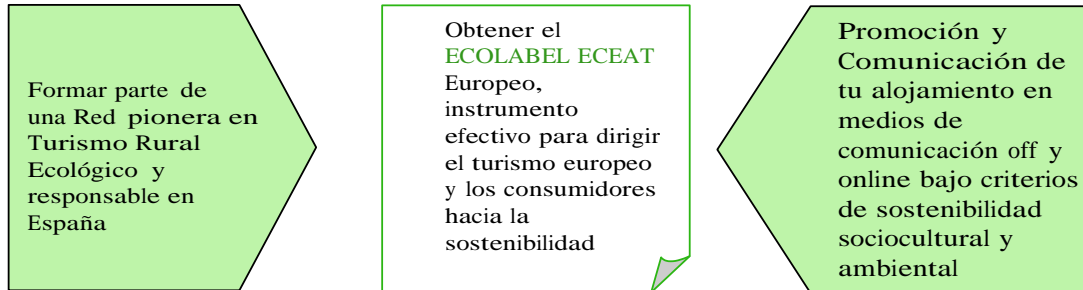 Formar parte de
una Red pionera en
Turismo Rural
Ecológico y
responsable en
España
Obtener el
ECOLABEL ECEAT
Europeo,
instrumento
efectivo para dirigir
el turismo europeo
y los consumidores
hacia la
sostenibilidad
Promoción y
Comunicación de
tu alojamiento en
medios de
comunicación off y
online bajo criterios
de sostenibilidad
sociocultural y
ambiental